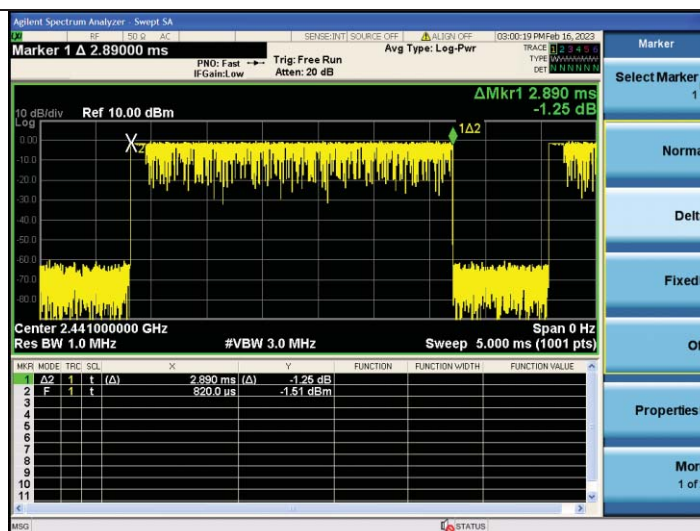 Agilent Spectrum Analyzer - Swept SA
RF 50 Ω AC SENSE:INT SOURCE OFF ALIGN OFF 03:00:19 PM Feb 16, 2023
Marker 1 Δ 2.89000 ms
PNO: Fast
IFGain:Low
Trig: Free Run
Atten: 20 dB
Avg Type: Log-Pwr
TRACE 1 2 3 4 5 6
TYPE
DET N N N N N N
ΔMkr1 2.890 ms
-1.25 dB
10 dB/div Ref 10.00 dBm
Log
0.00
-10.0
-20.0
-30.0
-40.0
-50.0
-60.0
-70.0
-80.0
X2
1Δ2
Center 2.441000000 GHz Span 0 Hz
Res BW 1.0 MHz #VBW 3.0 MHz Sweep 5.000 ms (1001 pts)
MKR MODE TRC SCL X Y FUNCTION FUNCTION WIDTH FUNCTION VALUE
1 Δ2 1 t (Δ) 2.890 ms (Δ) -1.25 dB
2 F 1 t 820.0 µs -1.51 dBm
3
4
5
6
7
8
9
10
11
MSG STATUS
Marker
Select Marker
1
Norma
Delt
Fixed
Of
Properties
Mor
1 of